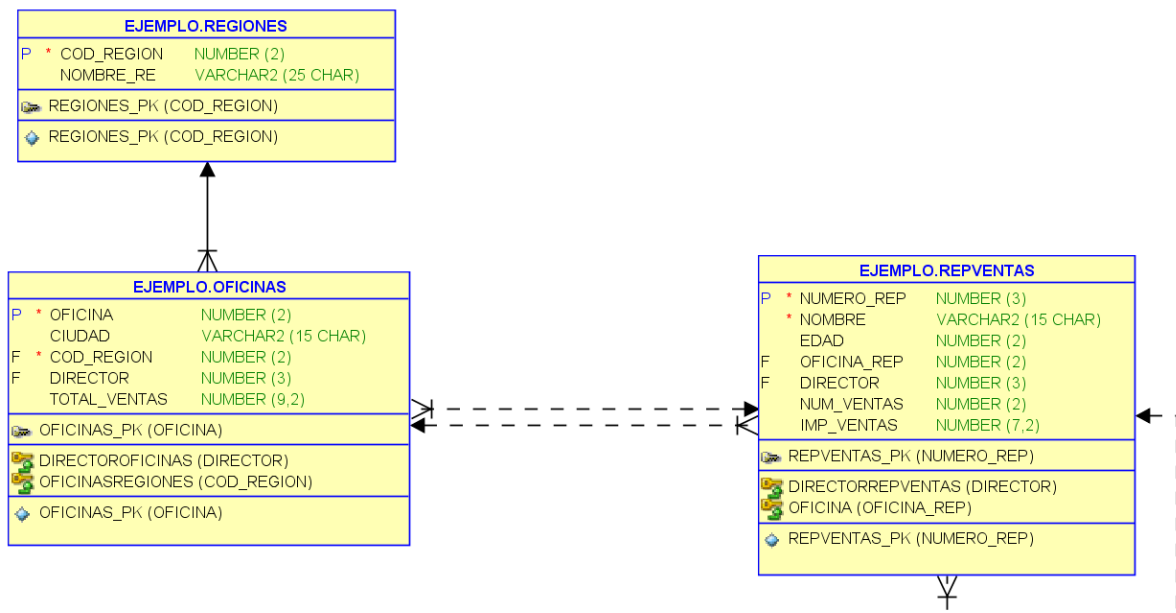 EJEMPLO.REGIONES
P * COD_REGION NUMBER (2)
NOMBRE_RE VARCHAR2 (25 CHAR)
REGIONES_PK (COD_REGION)
REGIONES_PK (COD_REGION)
EJEMPLO.OFICINAS
P * OFICINA NUMBER (2)
CIUDAD VARCHAR2 (15 CHAR)
F * COD_REGION NUMBER (2)
F DIRECTOR NUMBER (3)
TOTAL_VENTAS NUMBER (9,2)
OFICINAS_PK (OFICINA)
DIRECTOROFICINAS (DIRECTOR)
OFICINASREGIONES (COD_REGION)
OFICINAS_PK (OFICINA)
EJEMPLO.REPVENTAS
P * NUMERO_REP NUMBER (3)
* NOMBRE VARCHAR2 (15 CHAR)
EDAD NUMBER (2)
F OFICINA_REP NUMBER (2)
F DIRECTOR NUMBER (3)
NUM_VENTAS NUMBER (2)
IMP_VENTAS NUMBER (7,2)
REPVENTAS_PK (NUMERO_REP)
DIRECTORREPVENTAS (DIRECTOR)
OFICINA (OFICINA_REP)
REPVENTAS_PK (NUMERO_REP)